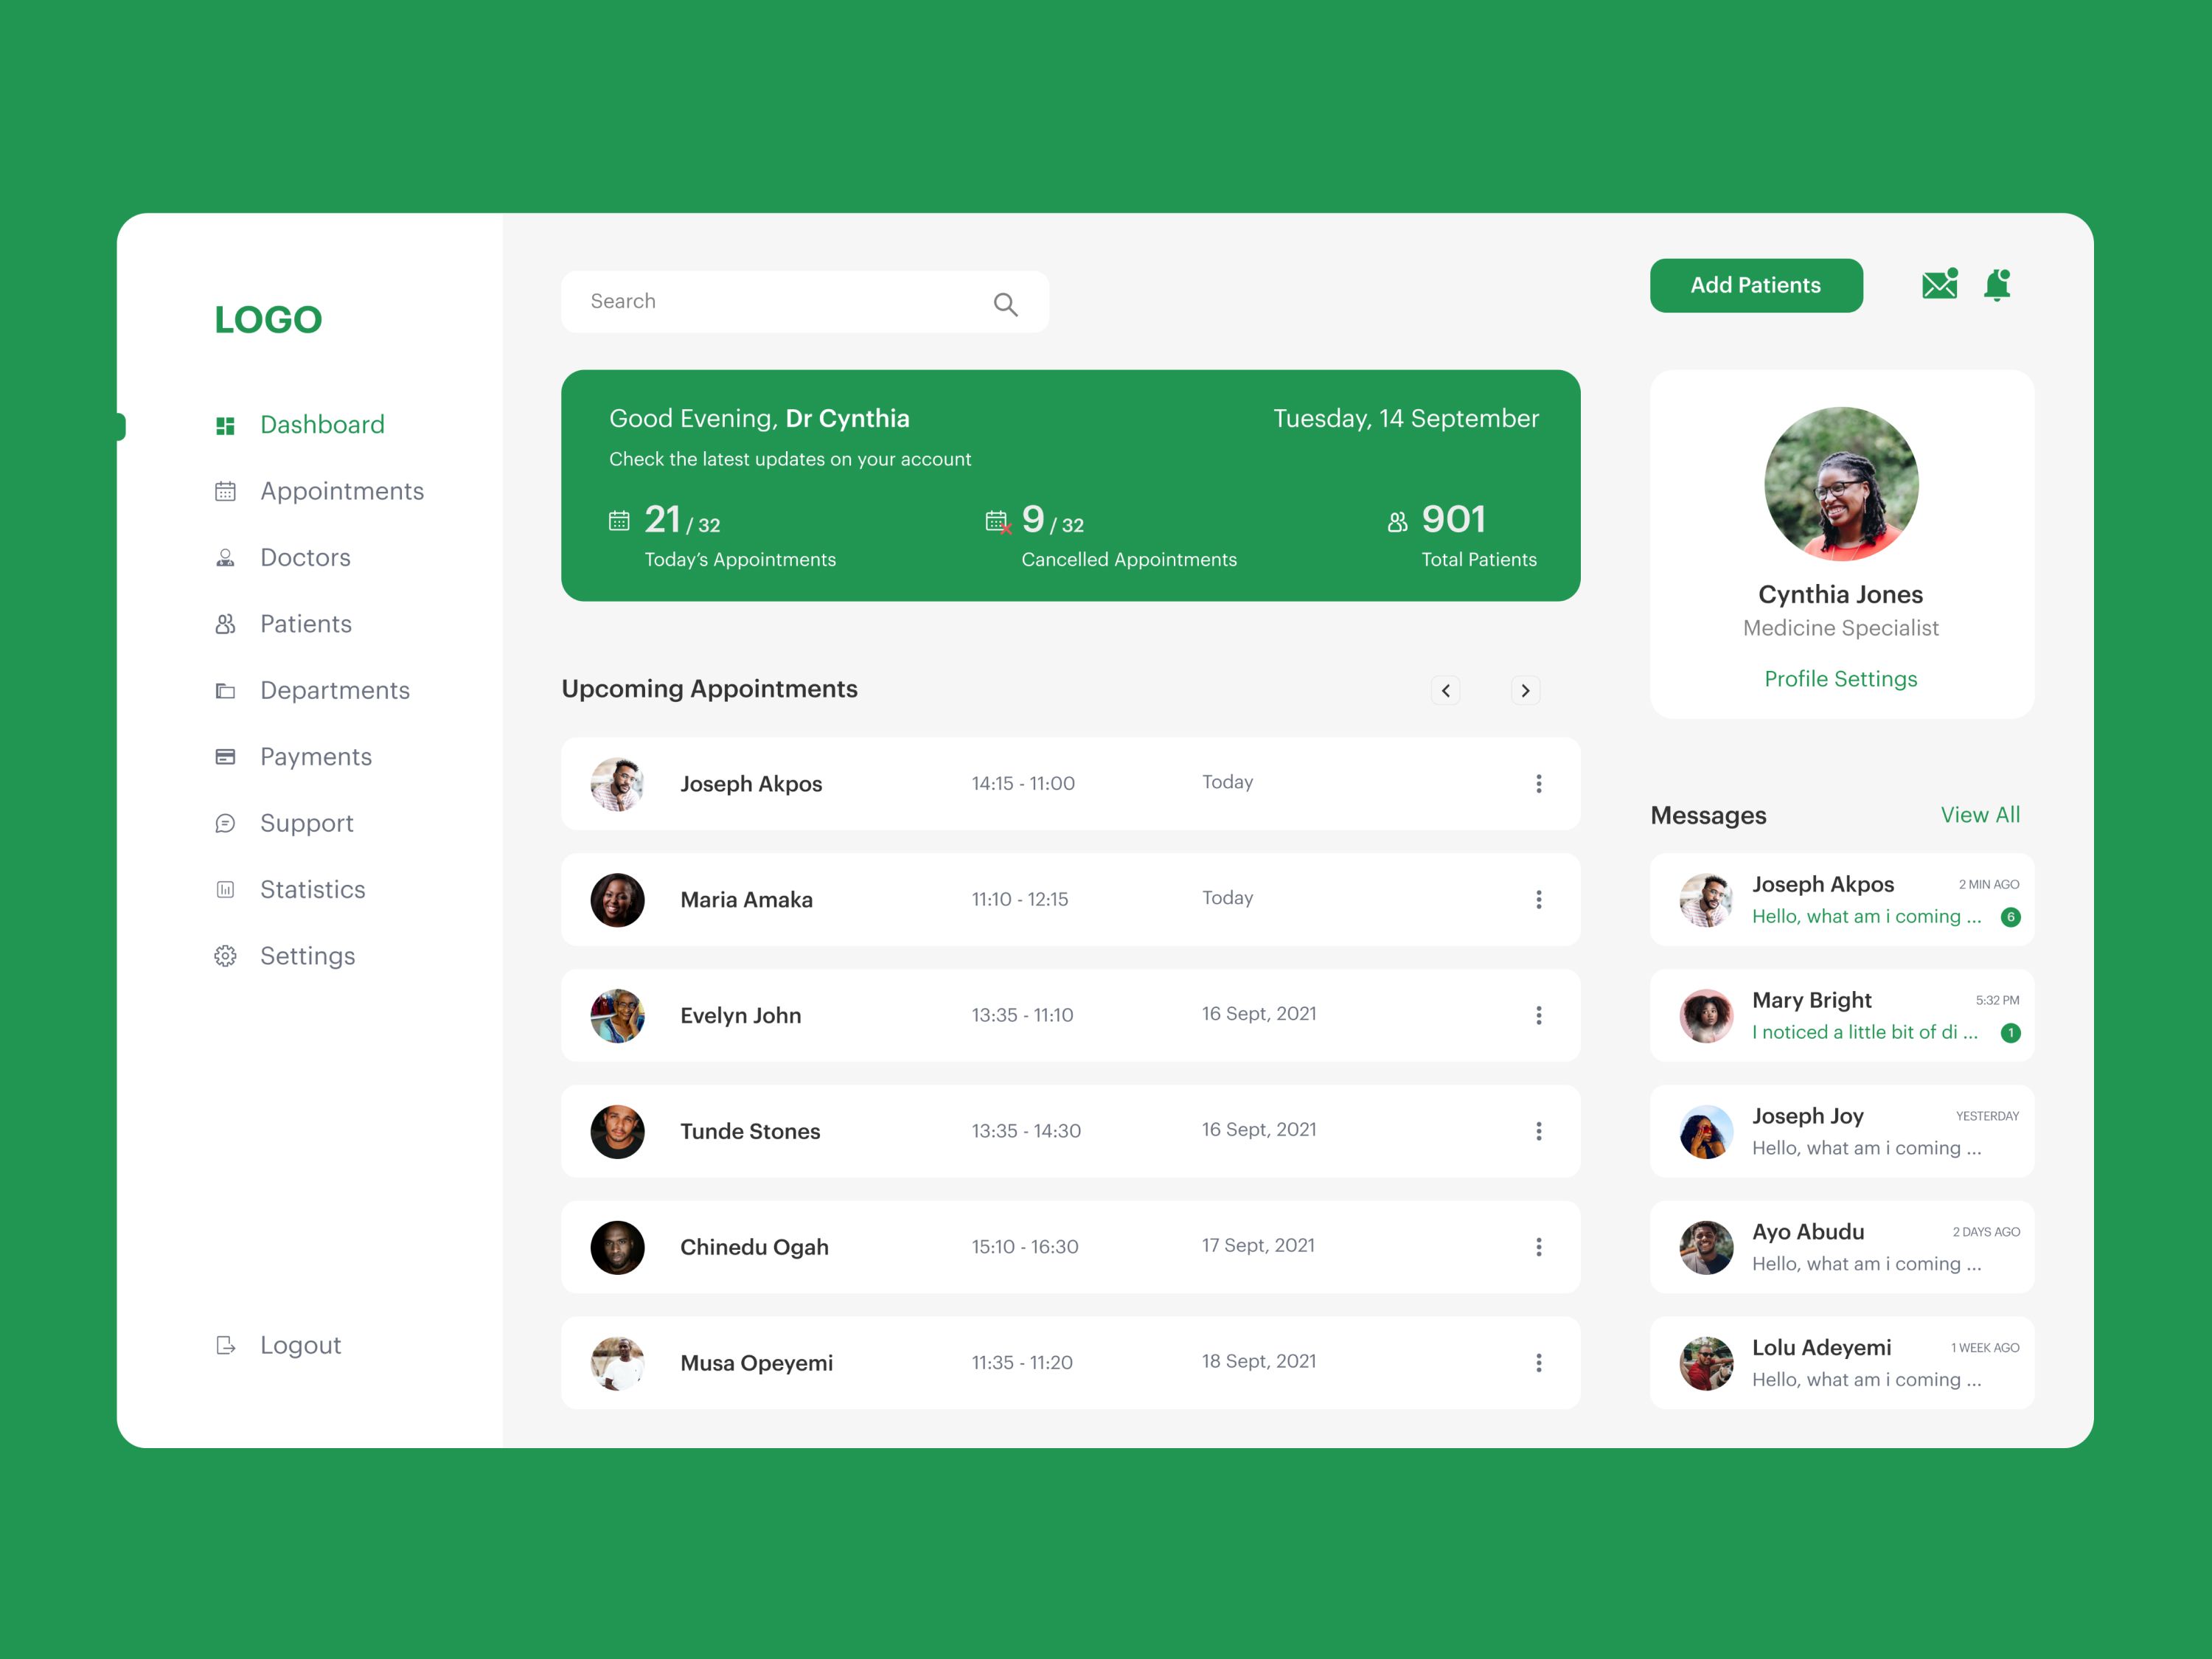 LOGO
Dashboard
Appointments
Doctors
Patients
Departments
Payments
Support
Statistics
Settings
Logout
Search
Add Patients
Good Evening, Dr Cynthia
Tuesday, 14 September
Check the latest updates on your account
21 / 32
Today’s Appointments
9 / 32
Cancelled Appointments
901
Total Patients
Cynthia Jones
Medicine Specialist
Profile Settings
Upcoming Appointments
Joseph Akpos 14:15 - 11:00 Today
Maria Amaka 11:10 - 12:15 Today
Evelyn John 13:35 - 11:10 16 Sept, 2021
Tunde Stones 13:35 - 14:30 16 Sept, 2021
Chinedu Ogah 15:10 - 16:30 17 Sept, 2021
Musa Opeyemi 11:35 - 11:20 18 Sept, 2021
Messages View All
Joseph Akpos 2 MIN AGO
Hello, what am i coming ... 6
Mary Bright 5:32 PM
I noticed a little bit of di ... 1
Joseph Joy YESTERDAY
Hello, what am i coming ...
Ayo Abudu 2 DAYS AGO
Hello, what am i coming ...
Lolu Adeyemi 1 WEEK AGO
Hello, what am i coming ...